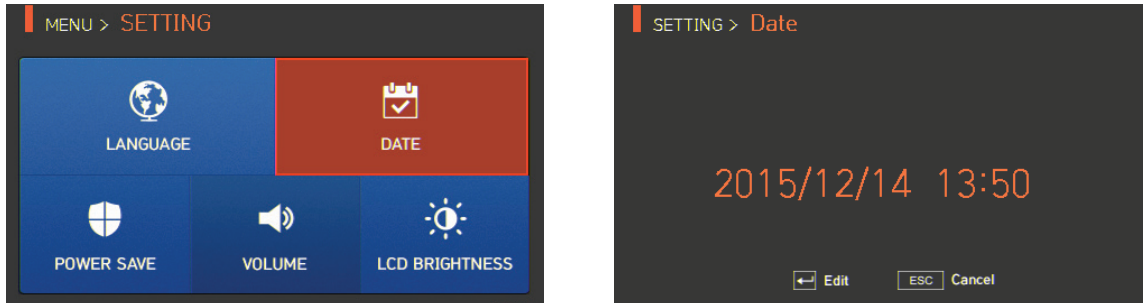 MENU > SETTING
LANGUAGE
DATE
POWER SAVE
VOLUME
LCD BRIGHTNESS
SETTING > Date
2015/12/14 13:50
Edit
ESC Cancel